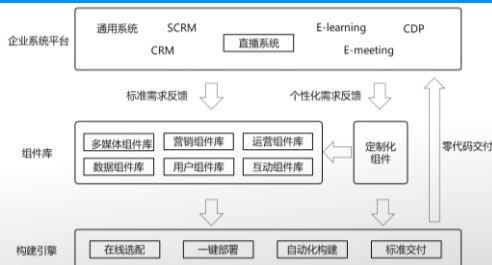 通用系统 SCRM E-learning CDP
企业系统平台 直播系统
CRM E-meeting
标准需求反馈 个性化需求反馈
多媒体组件库 营销组件库 运营组件库 定制化
组件库 组件 零代码交付
数据组件库 用户组件库 互动组件库
构建引擎 在线选配 一键部署 自动化构建 标准交付